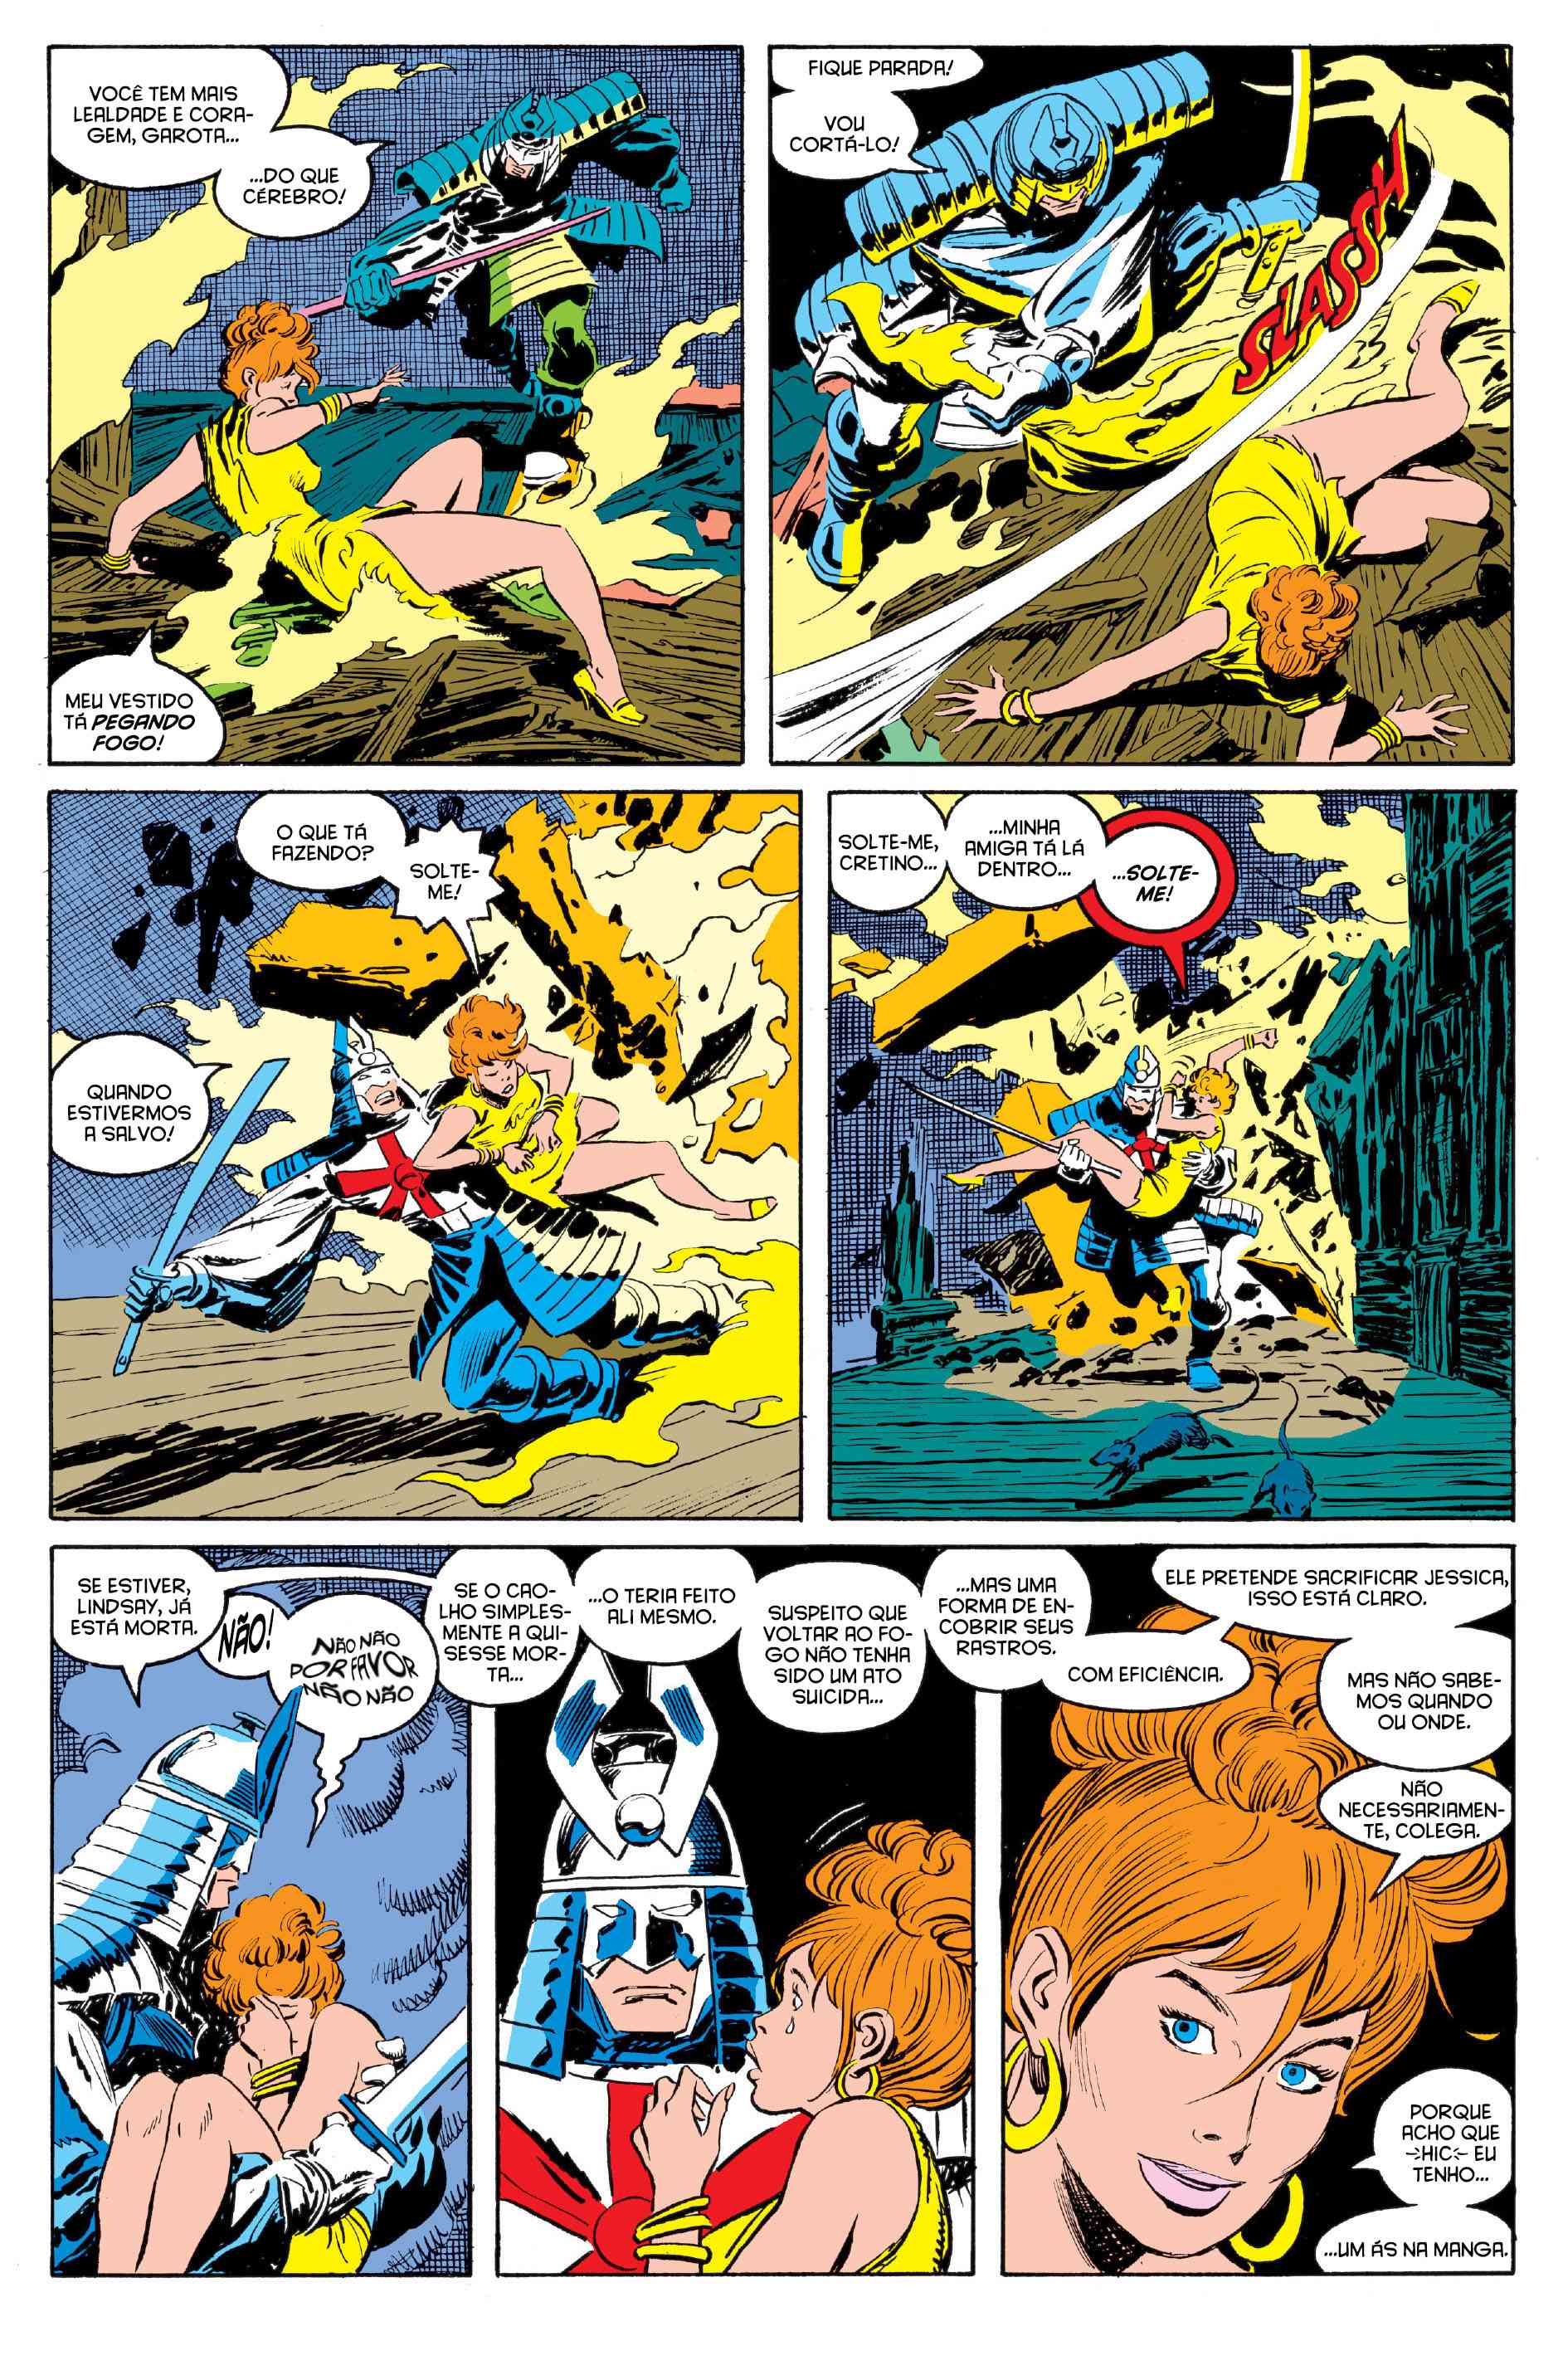 VOCÊ TEM MAIS
LEALDADE E CORA-
GEM, GAROTA...
...DO QUE
CÉREBRO!
MEU VESTIDO
TÁ PEGANDO
FOGO!
FIQUE PARADA!
VOU
CORTÁ-LO!
SLASSH
O QUE TÁ
FAZENDO?
SOLTE-
ME!
QUANDO
ESTIVERMOS
A SALVO!
SOLTE-ME,
CRETINO...
...MINHA
AMIGA TÁ LÁ
DENTRO...
...SOLTE-
ME!
SE ESTIVER,
LINDSAY, JÁ
ESTÁ MORTA.
NÃO!
NÃO NÃO
POR FAVOR
NÃO NÃO
SE O CAO-
LHO SIMPLES-
MENTE A QUI-
SESSE MOR-
TA...
...O TERIA FEITO
ALI MESMO.
SUSPEITO QUE
VOLTAR AO FO-
GO NÃO TENHA
SIDO UM ATO
SUICIDA...
...MAS UMA
FORMA DE EN-
COBRIR SEUS
RASTROS.
COM EFICIÊNCIA.
ELE PRETENDE SACRIFICAR JESSICA,
ISSO ESTÁ CLARO.
MAS NÃO SABE-
MOS QUANDO
OU ONDE.
NÃO
NECESSARIAMEN-
TE, COLEGA.
PORQUE
ACHO QUE
-HIC- EU
TENHO...
...UM ÁS NA MANGA.